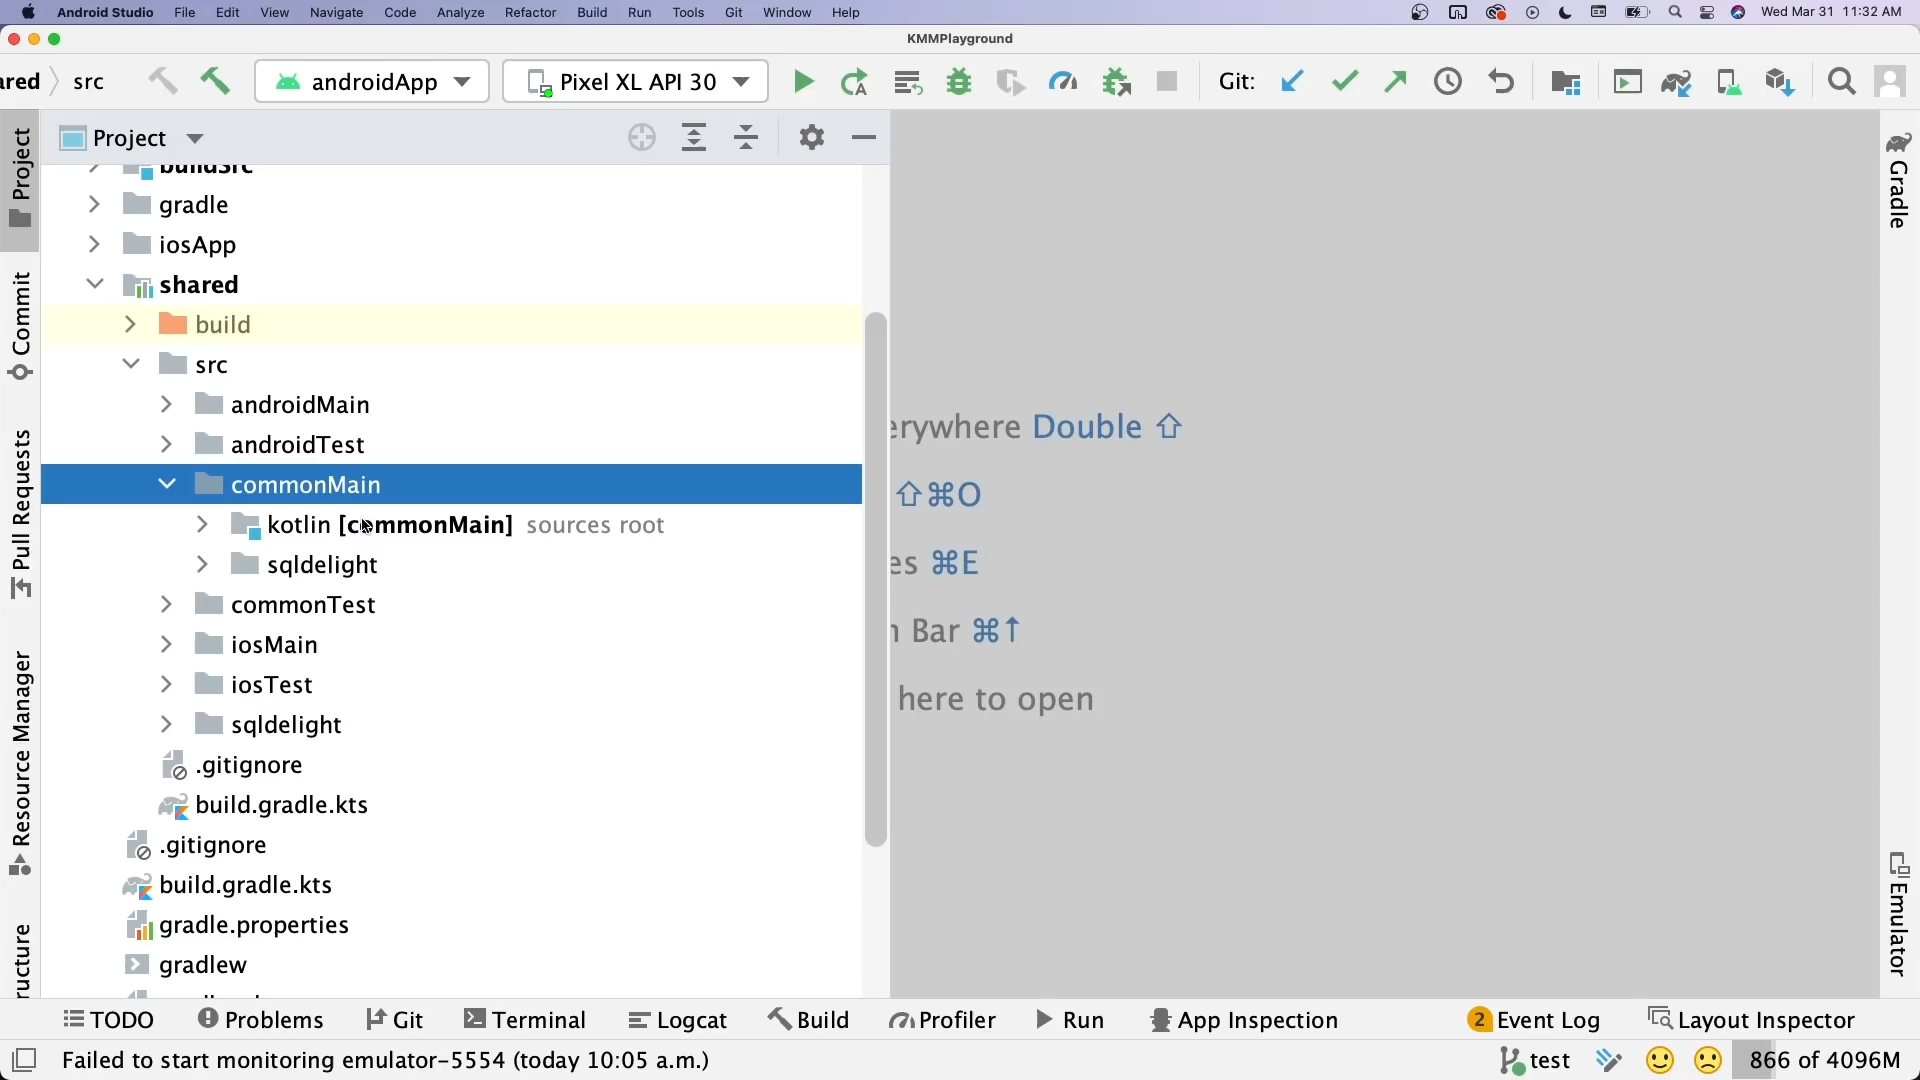 Android Studio File Edit View Navigate Code Analyze Refactor Build Run Tools Git Window Help Wed Mar 31 11:32 AM
KMMPlayground
ared src androidApp Pixel XL API 30 Git:
Project
Project
Commit
Pull Requests
Resource Manager
ructure
buildSrc
gradle
iosApp
shared
build
src
androidMain
androidTest
commonMain
kotlin [commonMain] sources root
sqldelight
commonTest
iosMain
iosTest
sqldelight
.gitignore
build.gradle.kts
.gitignore
build.gradle.kts
gradle.properties
gradlew
erywhere Double ⇧
⇧⌘O
es ⌘E
n Bar ⌘↑
here to open
Gradle
Emulator
TODO Problems Git Terminal Logcat Build Profiler Run App Inspection 2 Event Log Layout Inspector
Failed to start monitoring emulator-5554 (today 10:05 a.m.) test 866 of 4096M